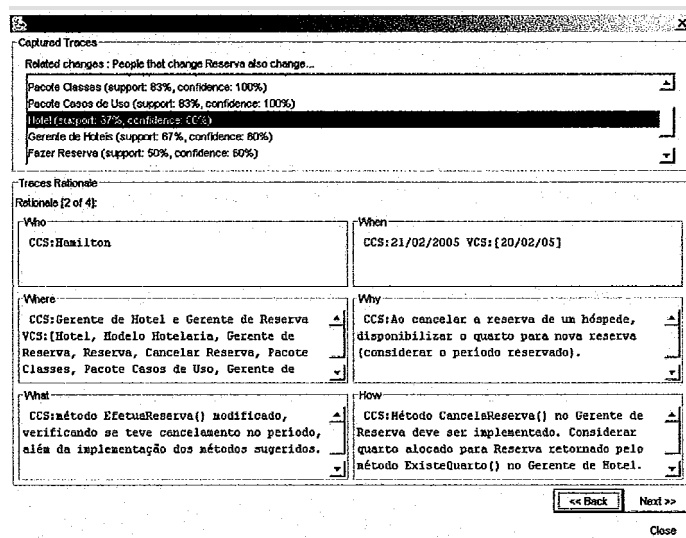 Captured Traces
Related changes : People that change Reserva also change...
Pacote Classes (support: 83%, confidence: 100%)
Pacote Casos de Uso (support: 83%, confidence: 100%)
Hotel (support: 67%, confidence: 80%)
Gerente de Hoteis (support: 67%, confidence: 80%)
Fazer Reserva (support: 50%, confidence: 60%)
Traces Rationale
Rationale [2 of 4]:
Who
CCS:Hamilton
When
CCS:21/02/2005 VCS:[20/02/05]
Where
CCS:Gerente de Hotel e Gerente de Reserva
VCS:[Hotel, Modelo Hotelaria, Gerente de
Reserva, Reserva, Cancelar Reserva, Pacote
Classes, Pacote Casos de Uso, Gerente de
Why
CCS:Ao cancelar a reserva de um hóspede,
disponibilizar o quarto para nova reserva
(considerar o período reservado).
What
CCS:método EfetuaReserva() modificado,
verificando se teve cancelamento no período,
além da implementação dos métodos sugeridos.
How
CCS:Método CancelaReserva() no Gerente de
Reserva deve ser implementado. Considerar
quarto alocado para Reserva retornado pelo
método ExisteQuarto() no Gerente de Hotel.
<< Back
Next >>
Close